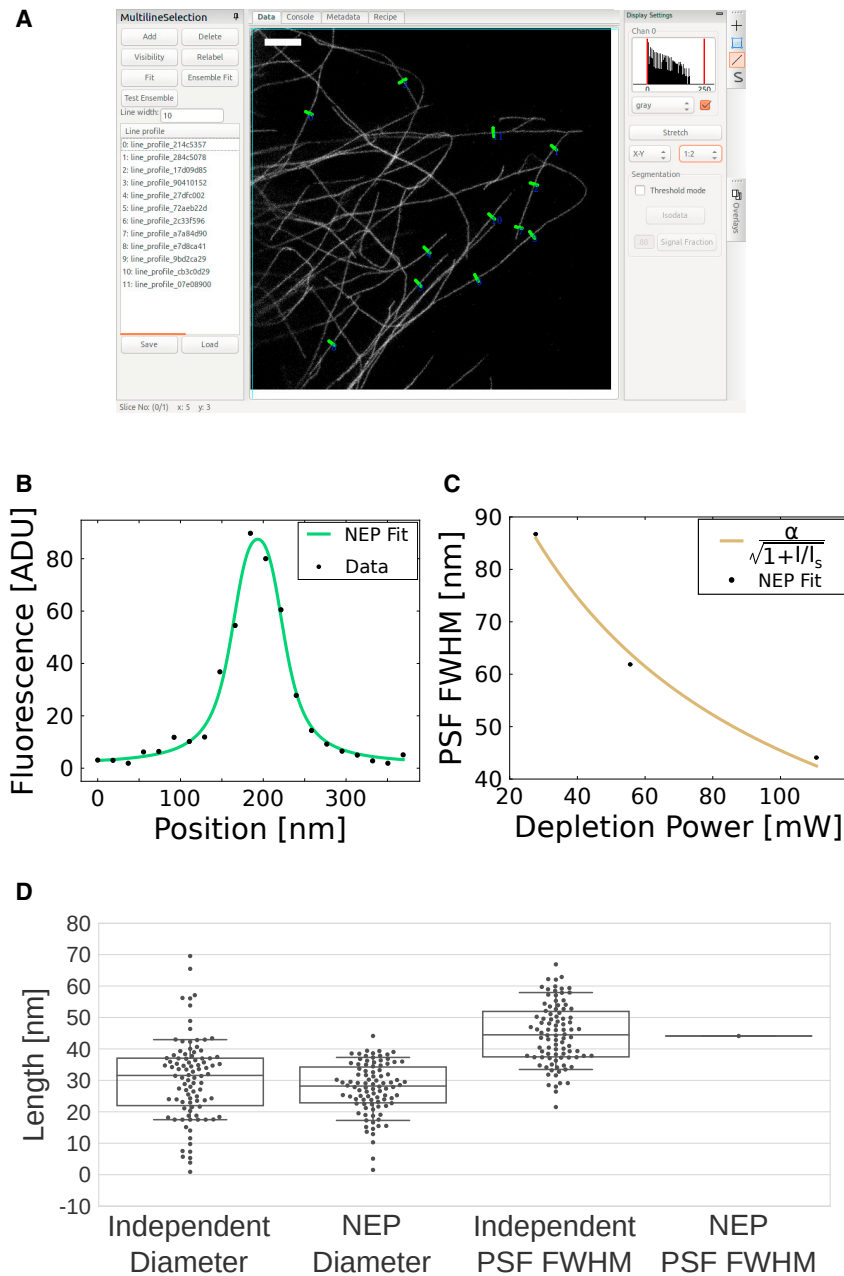 A
MultilineSelection
Add Delete
Visibility Relabel
Fit Ensemble Fit
Test Ensemble
Line width: 10
Line profile
0: line_profile_214c5357
1: line_profile_284c5078
2: line_profile_17d09d85
3: line_profile_90410152
4: line_profile_27dfc002
5: line_profile_72aeb22d
6: line_profile_2c33f596
7: line_profile_a7a84d90
8: line_profile_e7d8ca41
9: line_profile_9bd2ca29
10: line_profile_cb3c0d29
11: line_profile_07e08900
Save Load
Slice No: (0/1) x: 5 y: 3
Data Console Metadata Recipe
Display Settings
Chan 0
0 250
gray
Stretch
X-Y 1:2
Segmentation
Threshold mode
Isodata
.80 Signal Fraction
Overlays
B
Fluorescence [ADU]
80
60
40
20
0
NEP Fit
Data
0 100 200 300
Position [nm]
C
PSF FWHM [nm]
90
80
70
60
50
40
α
√1+I/Is
NEP Fit
20 40 60 80 100
Depletion Power [mW]
D
Length [nm]
80
70
60
50
40
30
20
10
0
-10
Independent Diameter
NEP Diameter
Independent PSF FWHM
NEP PSF FWHM